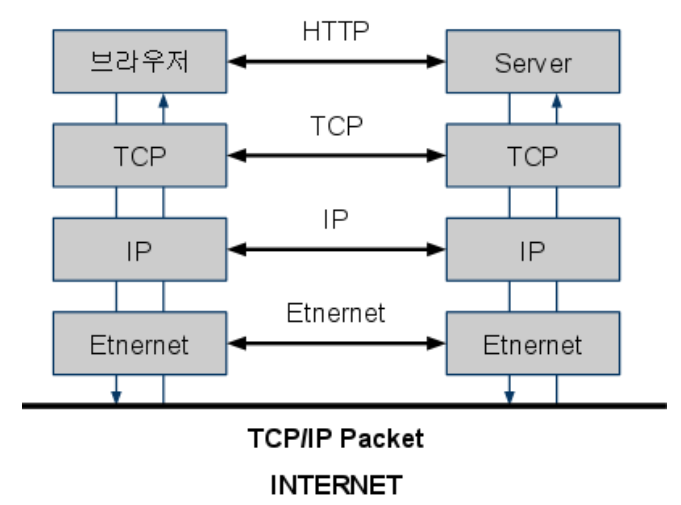 HTTP
브라우저 Server
TCP
TCP TCP
IP
IP IP
Etnernet
Etnernet Etnernet
TCP/IP Packet
INTERNET